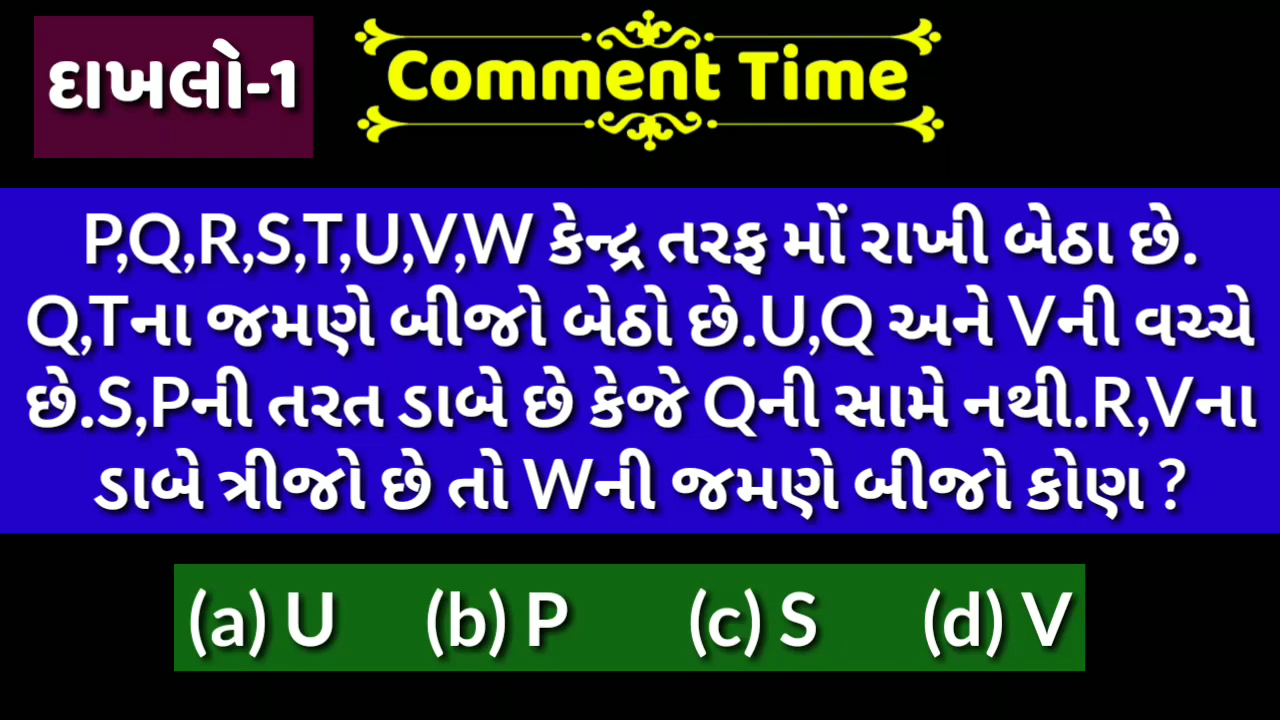 દાખલો-1
Comment Time
P,Q,R,S,T,U,V,W કેન્દ્ર તરફ મોં રાખી બેઠા છે.
Q,Tના જમણે બીજો બેઠો છે.U,Q અને Vની વચ્ચે
છે.S,Pની તરત ડાબે છે કેજે Qની સામે નથી.R,Vના
ડાબે ત્રીજો છે તો Wની જમણે બીજો કોણ ?
(a) U (b) P (c) S (d) V